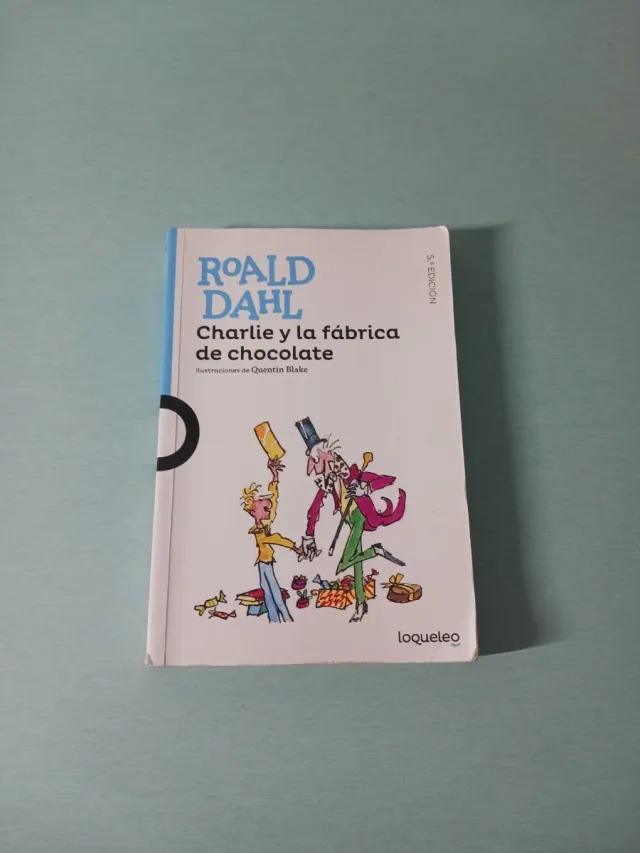 ROALD
DAHL
Charlie y la fábrica
de chocolate
Ilustraciones de Quentin Blake
5.ª EDICIÓN
loqueleo